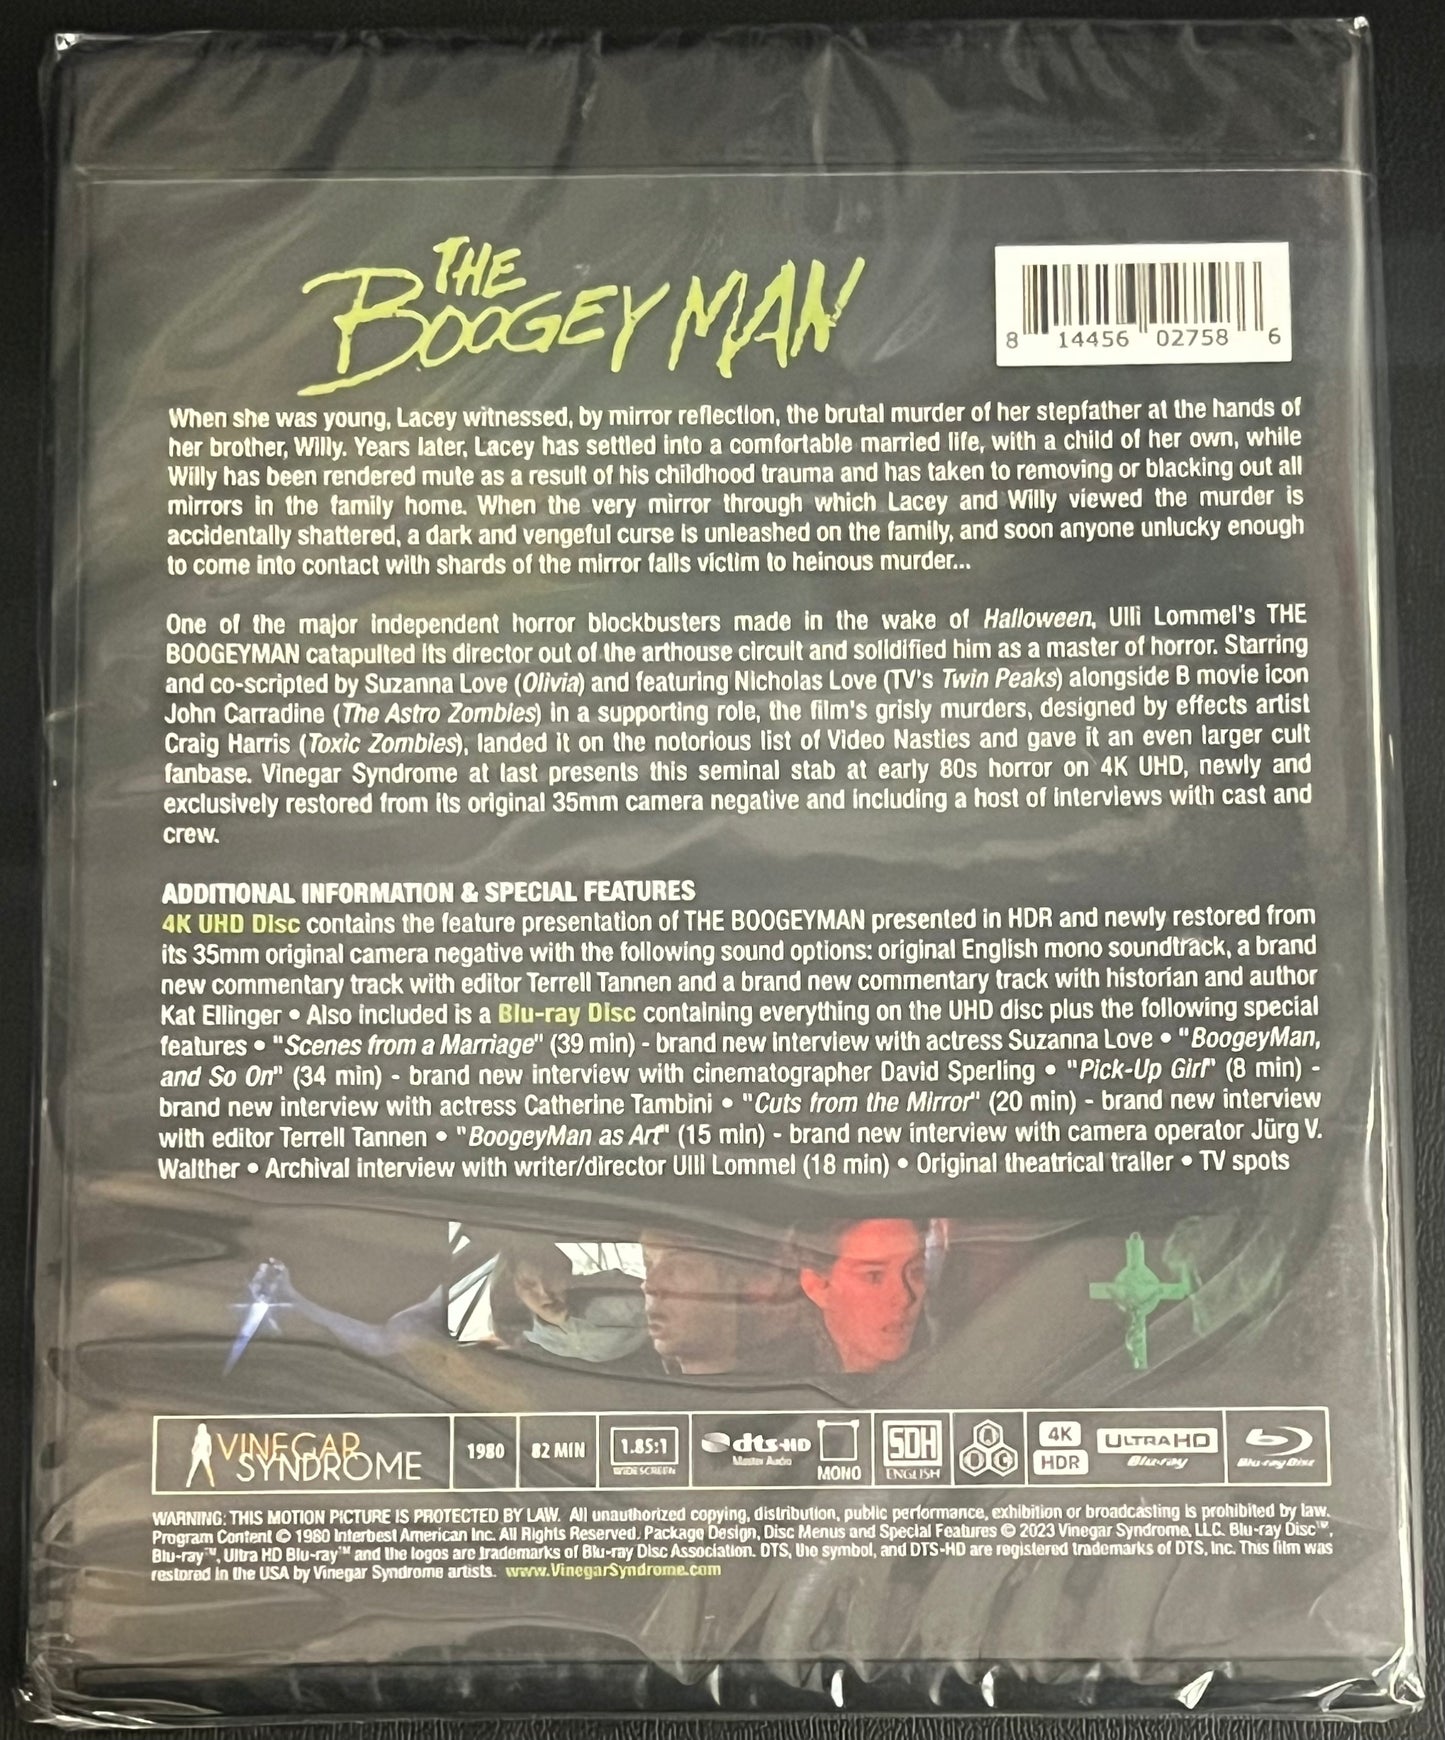 THE
BOOGEY MAN
8 14456 02758 6
When she was young, Lacey witnessed, by mirror reflection, the brutal murder of her stepfather at the hands of
her brother, Willy. Years later, Lacey has settled into a comfortable married life, with a child of her own, while
Willy has been rendered mute as a result of his childhood trauma and has taken to removing or blacking out all
mirrors in the family home. When the very mirror through which Lacey and Willy viewed the murder is
accidentally shattered, a dark and vengeful curse is unleashed on the family, and soon anyone unlucky enough
to come into contact with shards of the mirror falls victim to heinous murder...
One of the major independent horror blockbusters made in the wake of Halloween, Ulli Lommel's THE
BOOGEYMAN catapulted its director out of the arthouse circuit and solidified him as a master of horror. Starring
and co-scripted by Suzanna Love (Olivia) and featuring Nicholas Love (TV's Twin Peaks) alongside B movie icon
John Carradine (The Astro Zombies) in a supporting role, the film's grisly murders, designed by effects artist
Craig Harris (Toxic Zombies), landed it on the notorious list of Video Nasties and gave it an even larger cult
fanbase. Vinegar Syndrome at last presents this seminal stab at early 80s horror on 4K UHD, newly and
exclusively restored from its original 35mm camera negative and including a host of interviews with cast and
crew.
ADDITIONAL INFORMATION & SPECIAL FEATURES
4K UHD Disc contains the feature presentation of THE BOOGEYMAN presented in HDR and newly restored from
its 35mm original camera negative with the following sound options: original English mono soundtrack, a brand
new commentary track with editor Terrell Tannen and a brand new commentary track with historian and author
Kat Ellinger • Also included is a Blu-ray Disc containing everything on the UHD disc plus the following special
features • "Scenes from a Marriage" (39 min) - brand new interview with actress Suzanna Love • "BoogeyMan,
and So On" (34 min) - brand new interview with cinematographer David Sperling • "Pick-Up Girl" (8 min) -
brand new interview with actress Catherine Tambini • "Cuts from the Mirror" (20 min) - brand new interview
with editor Terrell Tannen • "BoogeyMan as Art" (15 min) - brand new interview with camera operator Jürg V.
Walther • Archival interview with writer/director Ulli Lommel (18 min) • Original theatrical trailer • TV spots
VINEGAR
SYNDROME
1980
82 MIN
1.85:1
WIDESCREEN
dts-HD
Master Audio
MONO
SDH
ENGLISH
4K
HDR
ULTRA HD
Blu-ray
Blu-ray Disc
WARNING: THIS MOTION PICTURE IS PROTECTED BY LAW. All unauthorized copying, distribution, public performance, exhibition or broadcasting is prohibited by law.
Program Content © 1980 Interbest American Inc. All Rights Reserved. Package Design, Disc Menus and Special Features © 2023 Vinegar Syndrome, LLC. Blu-ray Disc™,
Blu-ray™, Ultra HD Blu-ray™ and the logos are trademarks of Blu-ray Disc Association. DTS, the symbol, and DTS-HD are registered trademarks of DTS, Inc. This film was
restored in the USA by Vinegar Syndrome artists. www.VinegarSyndrome.com